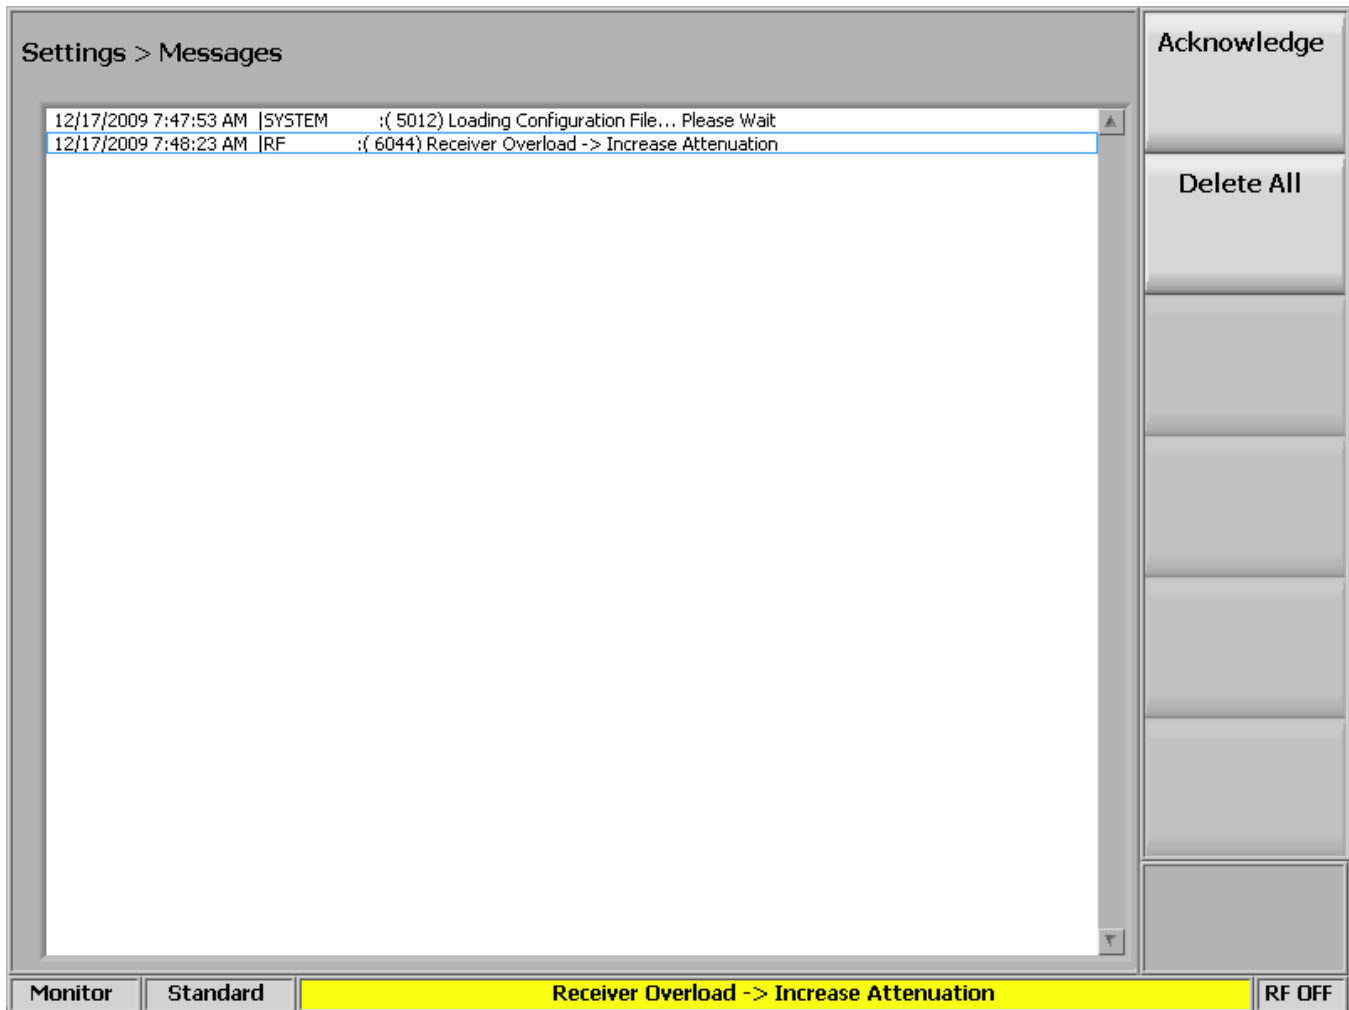 Settings > Messages
12/17/2009 7:47:53 AM |SYSTEM :( 5012) Loading Configuration File... Please Wait
12/17/2009 7:48:23 AM |RF :( 6044) Receiver Overload -> Increase Attenuation
Acknowledge
Delete All
Monitor
Standard
Receiver Overload -> Increase Attenuation
RF OFF